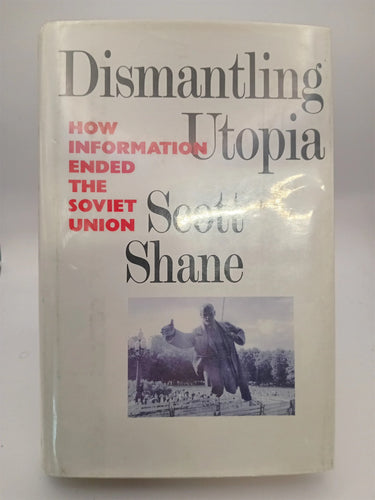 Dismantling
Utopia
HOW
INFORMATION
ENDED
THE
SOVIET
UNION
Scott
Shane